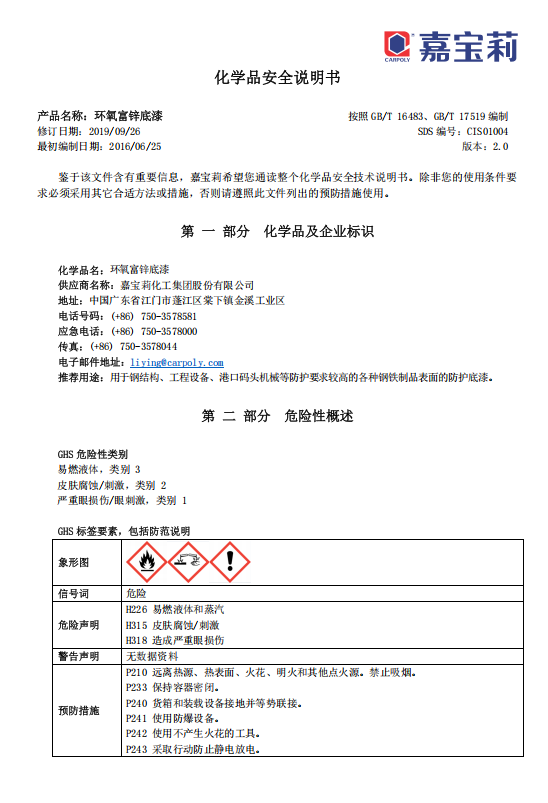 CARPOLY
嘉宝莉
化学品安全说明书
产品名称: 环氧富锌底漆
按照 GB/T 16483、GB/T 17519 编制
修订日期: 2019/09/26
SDS 编号: CIS01004
最初编制日期: 2016/06/25
版本: 2.0
鉴于该文件含有重要信息，嘉宝莉希望您通读整个化学品安全技术说明书。除非您的使用条件要
求必须采用其它合适方法或措施，否则请遵照此文件列出的预防措施使用。
第 一 部分 化学品及企业标识
化学品名: 环氧富锌底漆
供应商名称: 嘉宝莉化工集团股份有限公司
地址: 中国广东省江门市蓬江区棠下镇金溪工业区
电话号码: (+86) 750-3578581
应急电话: (+86) 750-3578000
传真: (+86) 750-3578044
电子邮件地址: liying@carpoly.com
推荐用途: 用于钢结构、工程设备、港口码头机械等防护要求较高的各种钢铁制品表面的防护底漆。
第 二 部分 危险性概述
GHS 危险性类别
易燃液体, 类别 3
皮肤腐蚀/刺激, 类别 2
严重眼损伤/眼刺激, 类别 1
GHS 标签要素, 包括防范说明
象形图
信号词 危险
危险声明
H226 易燃液体和蒸汽
H315 皮肤腐蚀/刺激
H318 造成严重眼损伤
警告声明 无数据资料
预防措施
P210 远离热源、热表面、火花、明火和其他点火源。禁止吸烟。
P233 保持容器密闭。
P240 货箱和装载设备接地并等势联接。
P241 使用防爆设备。
P242 使用不产生火花的工具。
P243 采取行动防止静电放电。